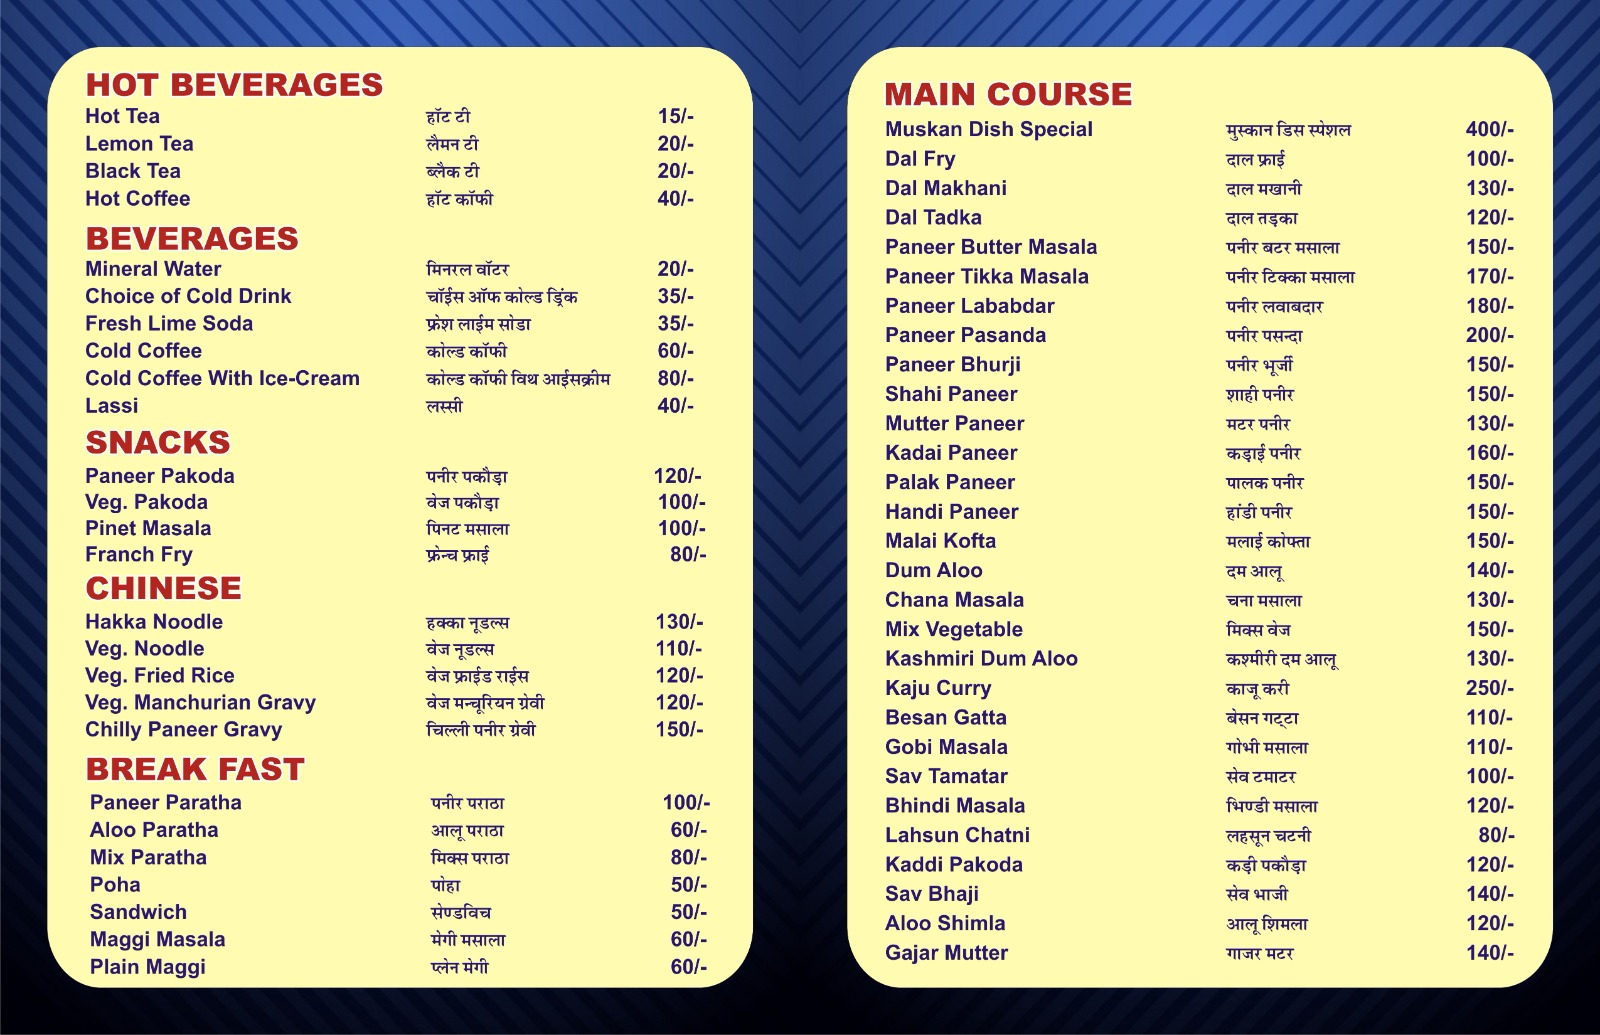 HOT BEVERAGES
Hot Tea हॉट टी 15/-
Lemon Tea लैमन टी 20/-
Black Tea ब्लैक टी 20/-
Hot Coffee हॉट कॉफी 40/-
BEVERAGES
Mineral Water मिनरल वॉटर 20/-
Choice of Cold Drink चॉईस ऑफ कोल्ड ड्रिंक 35/-
Fresh Lime Soda फ्रेश लाईम सोडा 35/-
Cold Coffee कोल्ड कॉफी 60/-
Cold Coffee With Ice-Cream कोल्ड कॉफी विथ आईसक्रीम 80/-
Lassi लस्सी 40/-
SNACKS
Paneer Pakoda पनीर पकौड़ा 120/-
Veg. Pakoda वेज पकौड़ा 100/-
Pinet Masala पिनट मसाला 100/-
Franch Fry फ्रेन्च फ्राई 80/-
CHINESE
Hakka Noodle हक्का नूडल्स 130/-
Veg. Noodle वेज नूडल्स 110/-
Veg. Fried Rice वेज फ्राईड राईस 120/-
Veg. Manchurian Gravy वेज मन्चूरियन ग्रेवी 120/-
Chilly Paneer Gravy चिल्ली पनीर ग्रेवी 150/-
BREAK FAST
Paneer Paratha पनीर पराठा 100/-
Aloo Paratha आलू पराठा 60/-
Mix Paratha मिक्स पराठा 80/-
Poha पोहा 50/-
Sandwich सेण्डविच 50/-
Maggi Masala मेगी मसाला 60/-
Plain Maggi प्लेन मेगी 60/-
MAIN COURSE
Muskan Dish Special मुस्कान डिस स्पेशल 400/-
Dal Fry दाल फ्राई 100/-
Dal Makhani दाल मखानी 130/-
Dal Tadka दाल तड़का 120/-
Paneer Butter Masala पनीर बटर मसाला 150/-
Paneer Tikka Masala पनीर टिक्का मसाला 170/-
Paneer Lababdar पनीर लवाबदार 180/-
Paneer Pasanda पनीर पसन्दा 200/-
Paneer Bhurji पनीर भूर्जी 150/-
Shahi Paneer शाही पनीर 150/-
Mutter Paneer मटर पनीर 130/-
Kadai Paneer कड़ाई पनीर 160/-
Palak Paneer पालक पनीर 150/-
Handi Paneer हांडी पनीर 150/-
Malai Kofta मलाई कोफ्ता 150/-
Dum Aloo दम आलू 140/-
Chana Masala चना मसाला 130/-
Mix Vegetable मिक्स वेज 150/-
Kashmiri Dum Aloo कश्मीरी दम आलू 130/-
Kaju Curry काजू करी 250/-
Besan Gatta बेसन गट्टा 110/-
Gobi Masala गोभी मसाला 110/-
Sav Tamatar सेव टमाटर 100/-
Bhindi Masala भिण्डी मसाला 120/-
Lahsun Chatni लहसून चटनी 80/-
Kaddi Pakoda कड़ी पकौड़ा 120/-
Sav Bhaji सेव भाजी 140/-
Aloo Shimla आलू शिमला 120/-
Gajar Mutter गाजर मटर 140/-